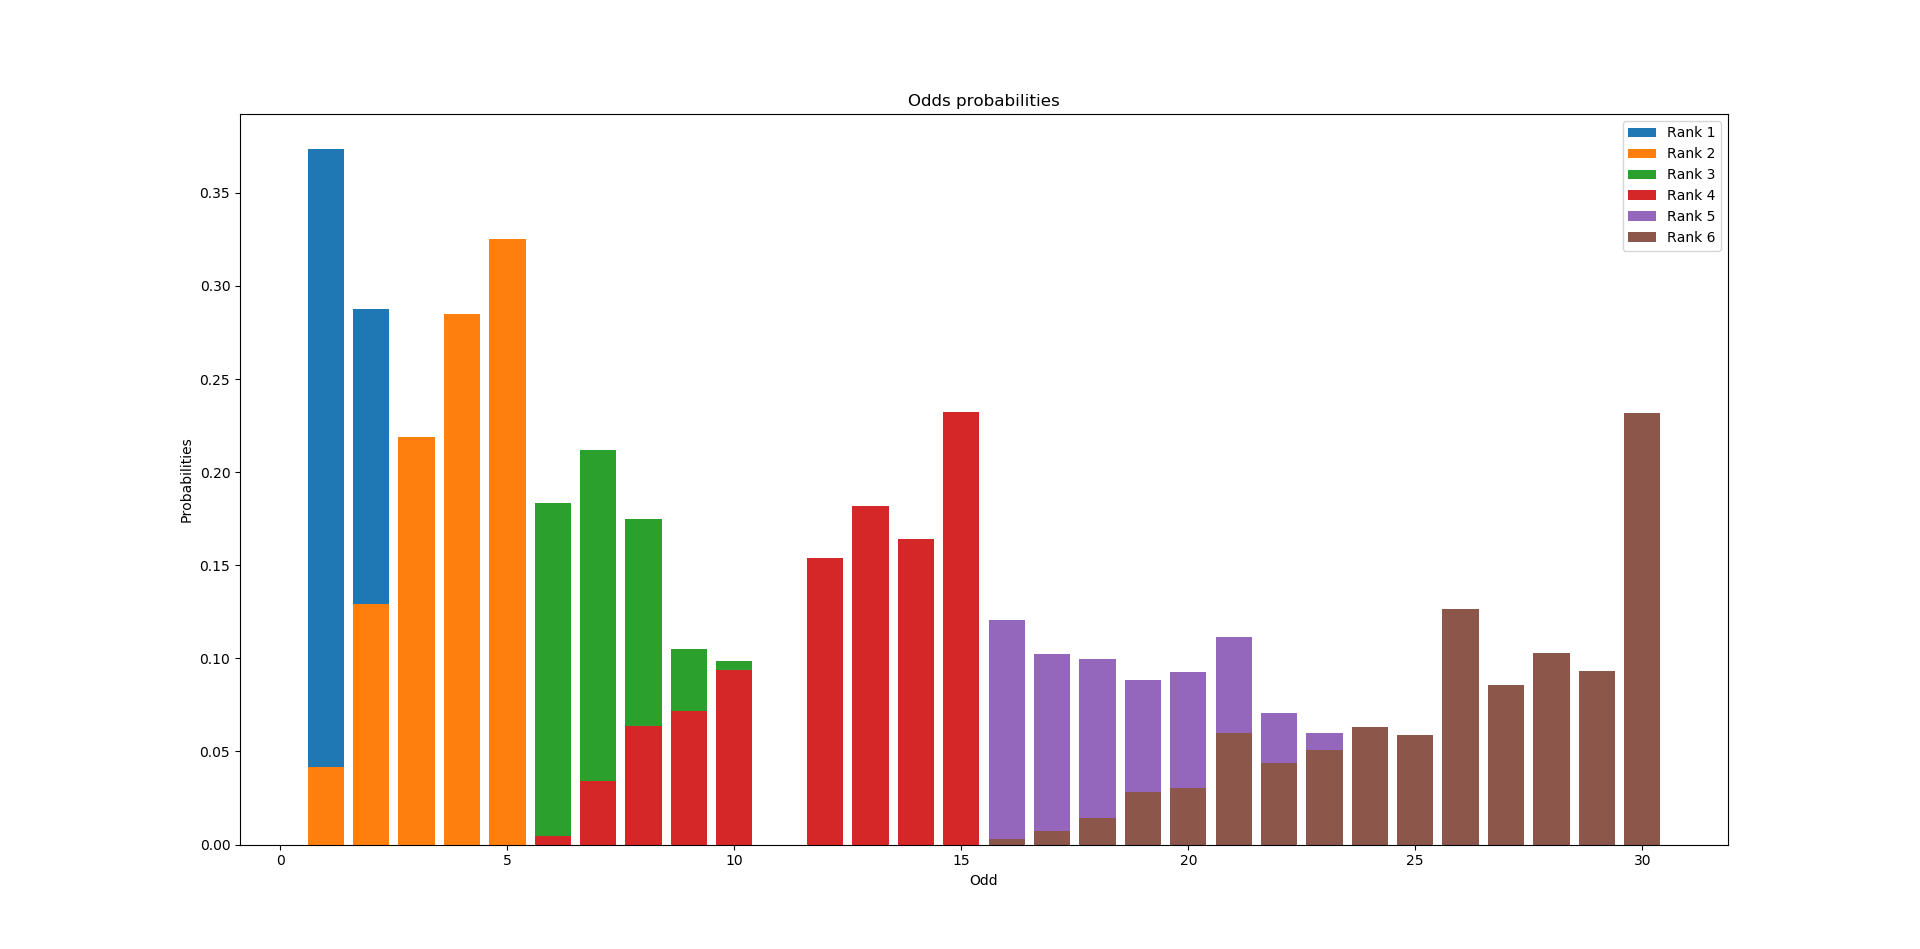 Odds probabilities
Rank 1
Rank 2
Rank 3
Rank 4
Rank 5
Rank 6
0.35
0.30
0.25
0.20
0.15
0.10
0.05
0.00
Probabilities
0 5 10 15 20 25 30
Odd